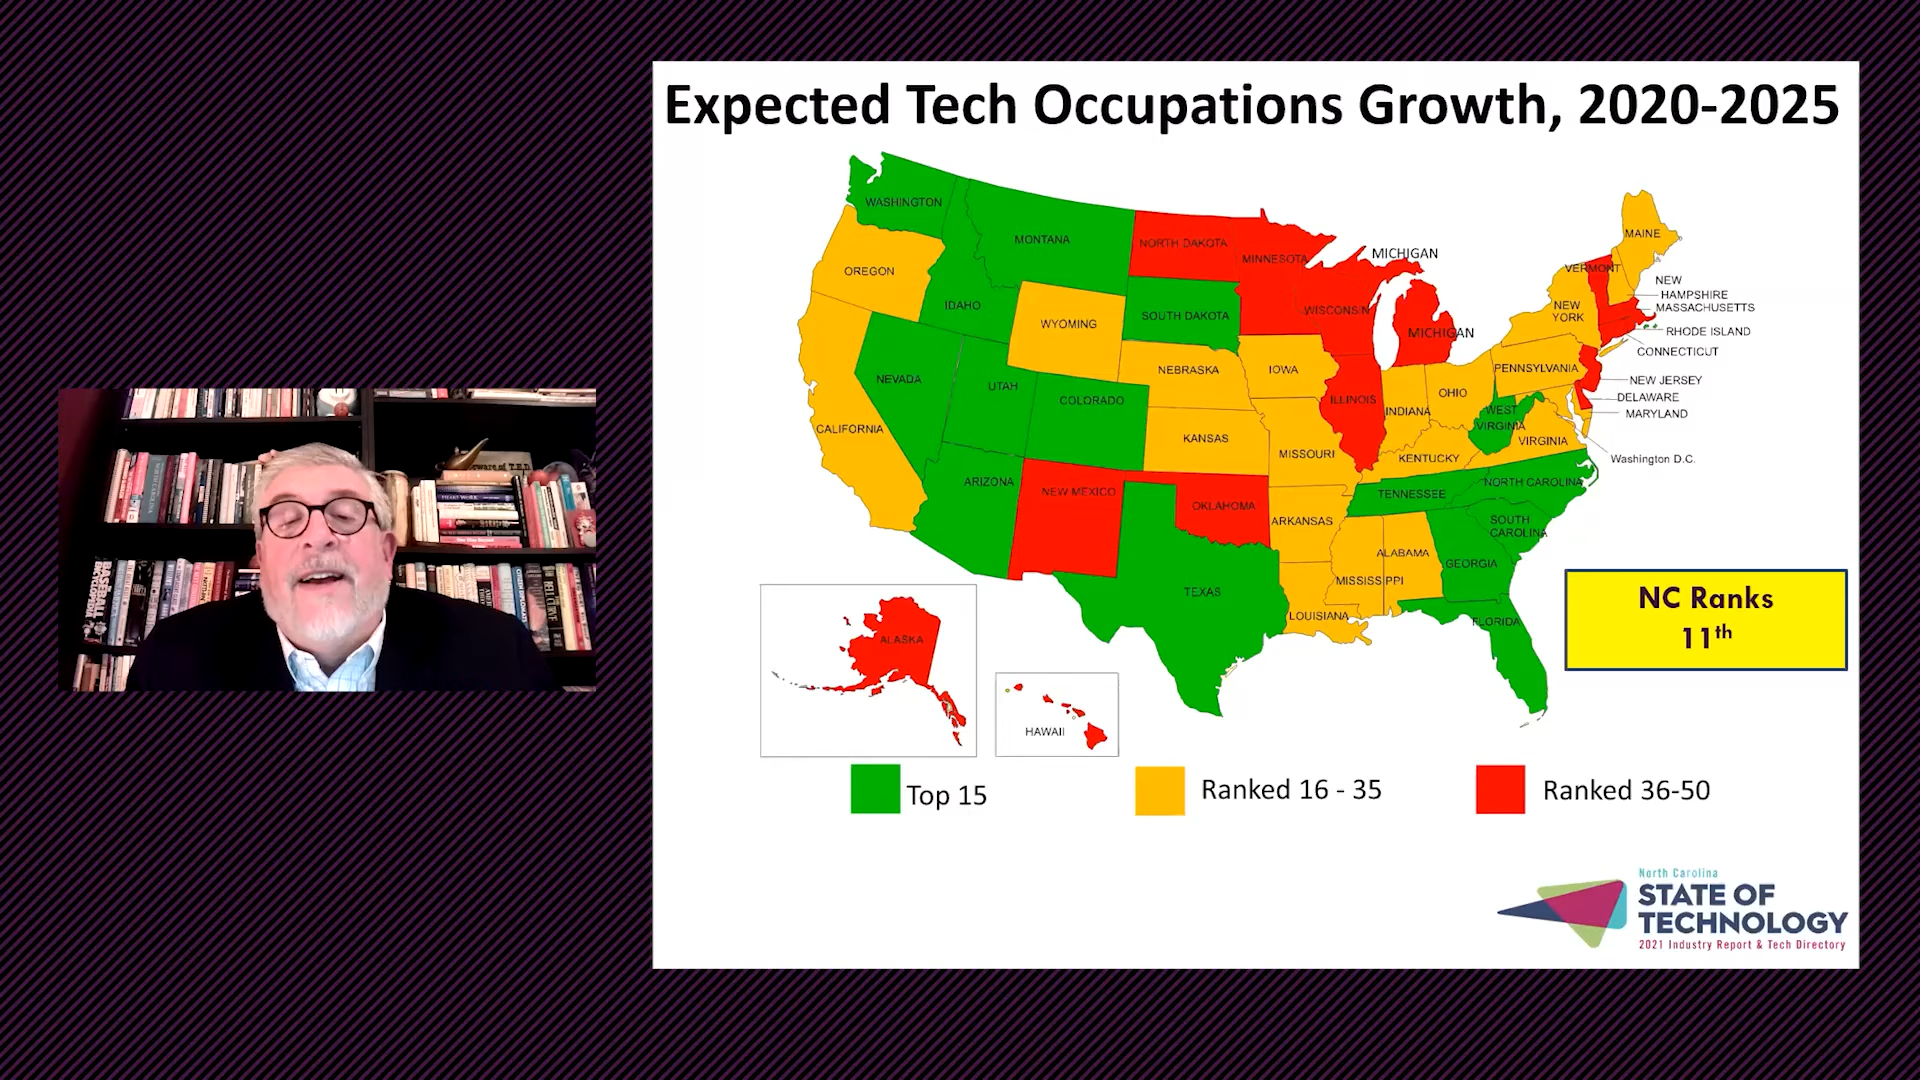 Expected Tech Occupations Growth, 2020-2025
WASHINGTON
MONTANA
NORTH DAKOTA
MINNESOTA
MICHIGAN
MAINE
VERMONT
NEW
HAMPSHIRE
MASSACHUSETTS
OREGON
IDAHO
WYOMING
SOUTH DAKOTA
WISCONSIN
MICHIGAN
NEW
YORK
RHODE ISLAND
CONNECTICUT
NEVADA
UTAH
COLORADO
NEBRASKA
IOWA
ILLINOIS
INDIANA
OHIO
PENNSYLVANIA
NEW JERSEY
DELAWARE
MARYLAND
CALIFORNIA
KANSAS
MISSOURI
KENTUCKY
WEST
VIRGINIA
VIRGINIA
Washington D.C.
ARIZONA
NEW MEXICO
OKLAHOMA
ARKANSAS
TENNESSEE
NORTH CAROLINA
SOUTH
CAROLINA
TEXAS
LOUISIANA
MISSISSIPPI
ALABAMA
GEORGIA
FLORIDA
ALASKA
HAWAII
NC Ranks
11th
Top 15
Ranked 16 - 35
Ranked 36-50
North Carolina
STATE OF
TECHNOLOGY
2021 Industry Report & Tech Directory
BASEBALL